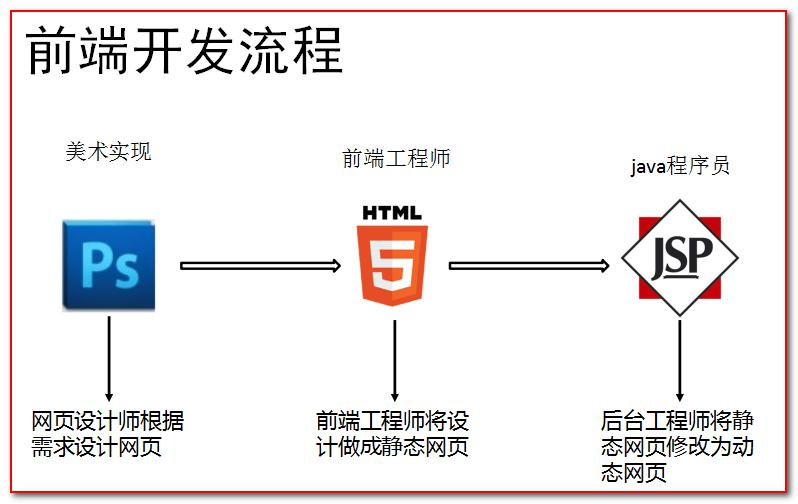 前端开发流程
美术实现
前端工程师
java程序员
Ps
HTML
5
JSP
网页设计师根据
需求设计网页
前端工程师将设
计做成静态网页
后台工程师将静
态网页修改为动
态网页